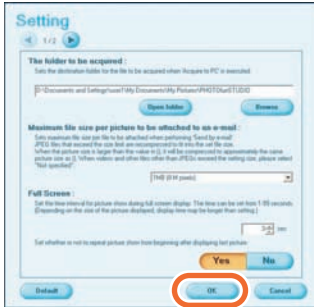 Setting
1/2
The folder to be acquired :
Sets the destination folder for the file to be acquired when 'Acquire to PC' is executed.
D:\Documents and Settings\user1\My Documents\My Pictures\PHOTOfunSTUDIO
Open folder
Browse
Maximum file size per picture to be attached to an e-mail :
Sets maximum file size per file to be attached when performing 'Send by e-mail'.
JPEG files that exceed the size limit are recompressed to fit into the set file size.
When the picture size is larger than the value in [], it will be compressed to approximately the same
picture size as []. When videos and other files other than JPEGs exceed the setting size, please select
"Not specified".
1MB [8 M pixels]
Full Screen :
Set the time interval for picture show during full screen display. The time can be set from 1-99 seconds.
(Depending on the size of the picture displayed, display time may be longer than setting.)
sec
Set whether or not to repeat picture show from beginning after displaying last picture.
Yes
No
Default
OK
Cancel